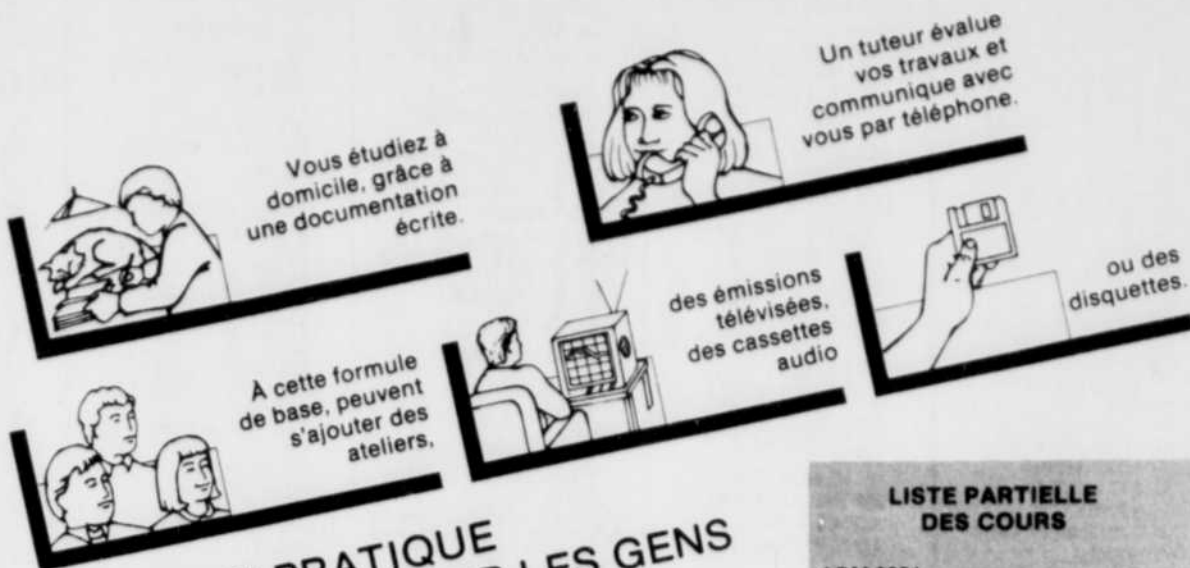 Vous étudiez à
domicile, grâce à
une documentation
écrite.
Un tuteur évalue
vos travaux et
communique avec
vous par téléphone.
À cette formule
de base, peuvent
s'ajouter des
ateliers,
des émissions
télévisées,
des cassettes
audio
ou des
disquettes.
PRATIQUE
LES GENS
LISTE PARTIELLE
DES COURS